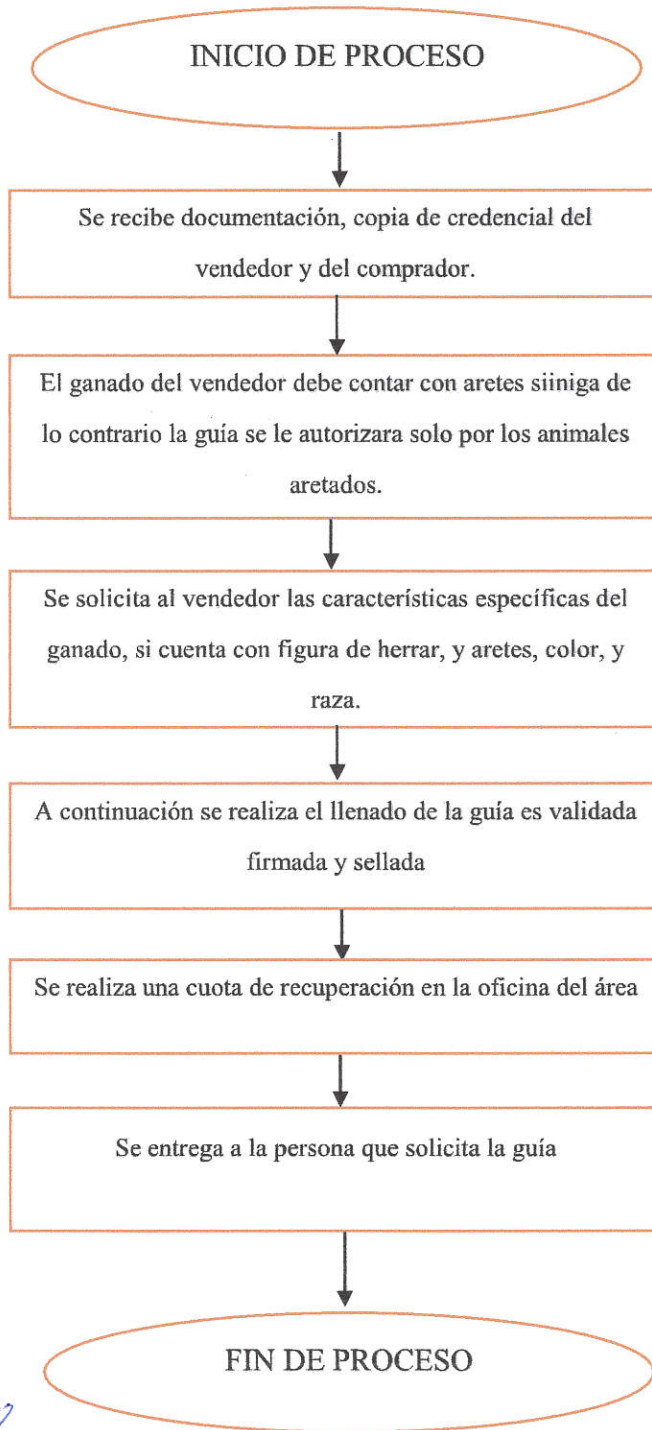 INICIO DE PROCESO
Se recibe documentación, copia de credencial del
vendedor y del comprador.
El ganado del vendedor debe contar con aretes siiniga de
lo contrario la guía se le autorizara solo por los animales
aretados.
Se solicita al vendedor las características específicas del
ganado, si cuenta con figura de herrar, y aretes, color, y
raza.
A continuación se realiza el llenado de la guía es validada
firmada y sellada
Se realiza una cuota de recuperación en la oficina del área
Se entrega a la persona que solicita la guía
FIN DE PROCESO